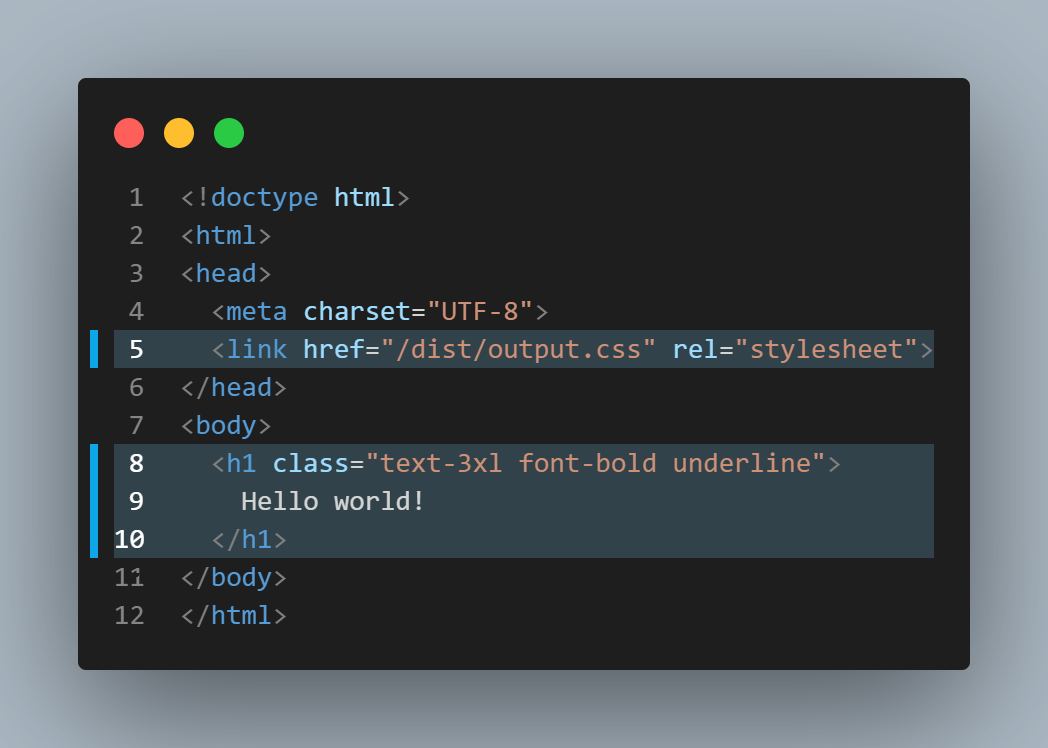 1 <!doctype html>
2 <html>
3 <head>
4   <meta charset="UTF-8">
5   <link href="/dist/output.css" rel="stylesheet">
6 </head>
7 <body>
8   <h1 class="text-3xl font-bold underline">
9     Hello world!
10   </h1>
11 </body>
12 </html>